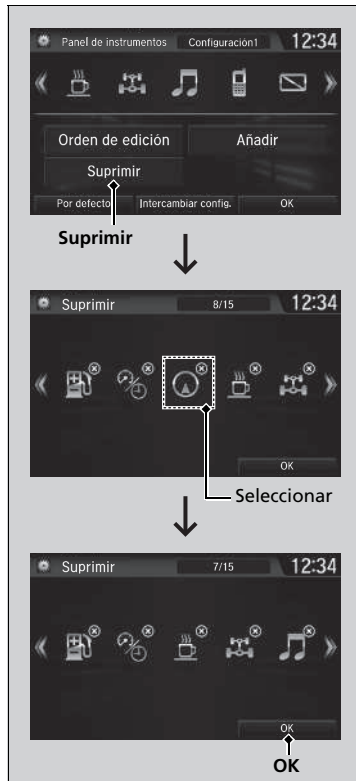 Panel de instrumentos Configuración1 12:34
Orden de edición Añadir
Suprimir
Por defecto Intercambiar config. OK
Suprimir
Suprimir 8/15 12:34
OK
Seleccionar
Suprimir 7/15 12:34
OK
OK